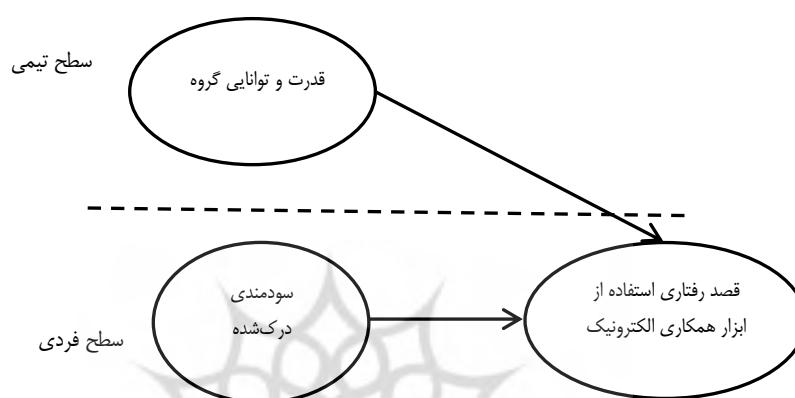 سطح تیمی
قدرت و توانایی گروه
قصد رفتاری استفاده از
ابزار همکاری الکترونیک
سودمندی
درک‌شده
سطح فردی